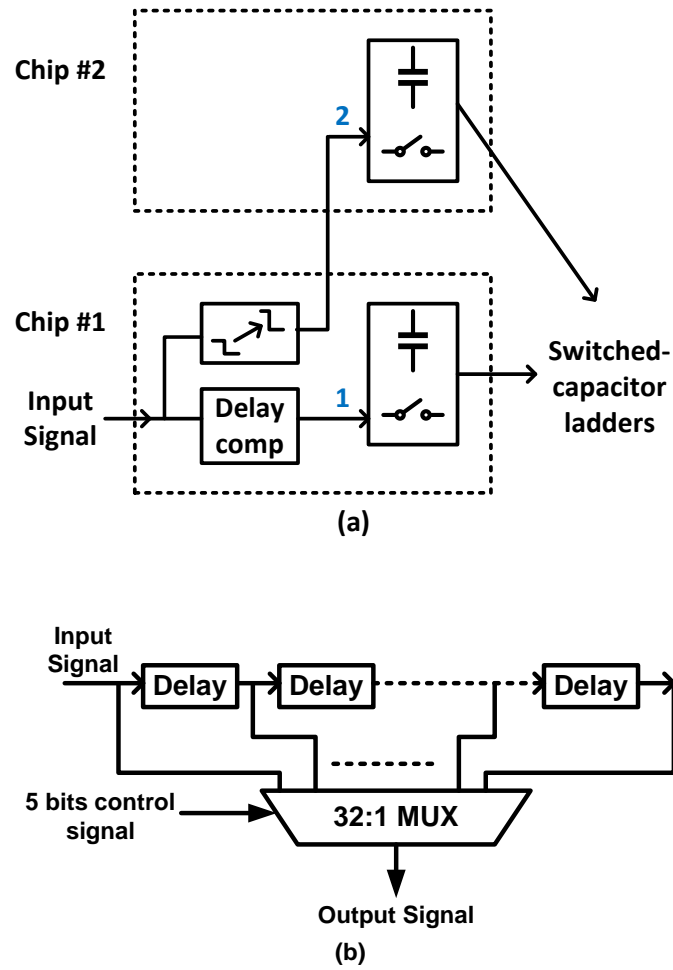 Chip #2
2
Chip #1
Input
Signal
Delay
comp
1
Switched-
capacitor
ladders
(a)
Input
Signal
Delay
Delay
Delay
5 bits control
signal
32:1 MUX
Output Signal
(b)